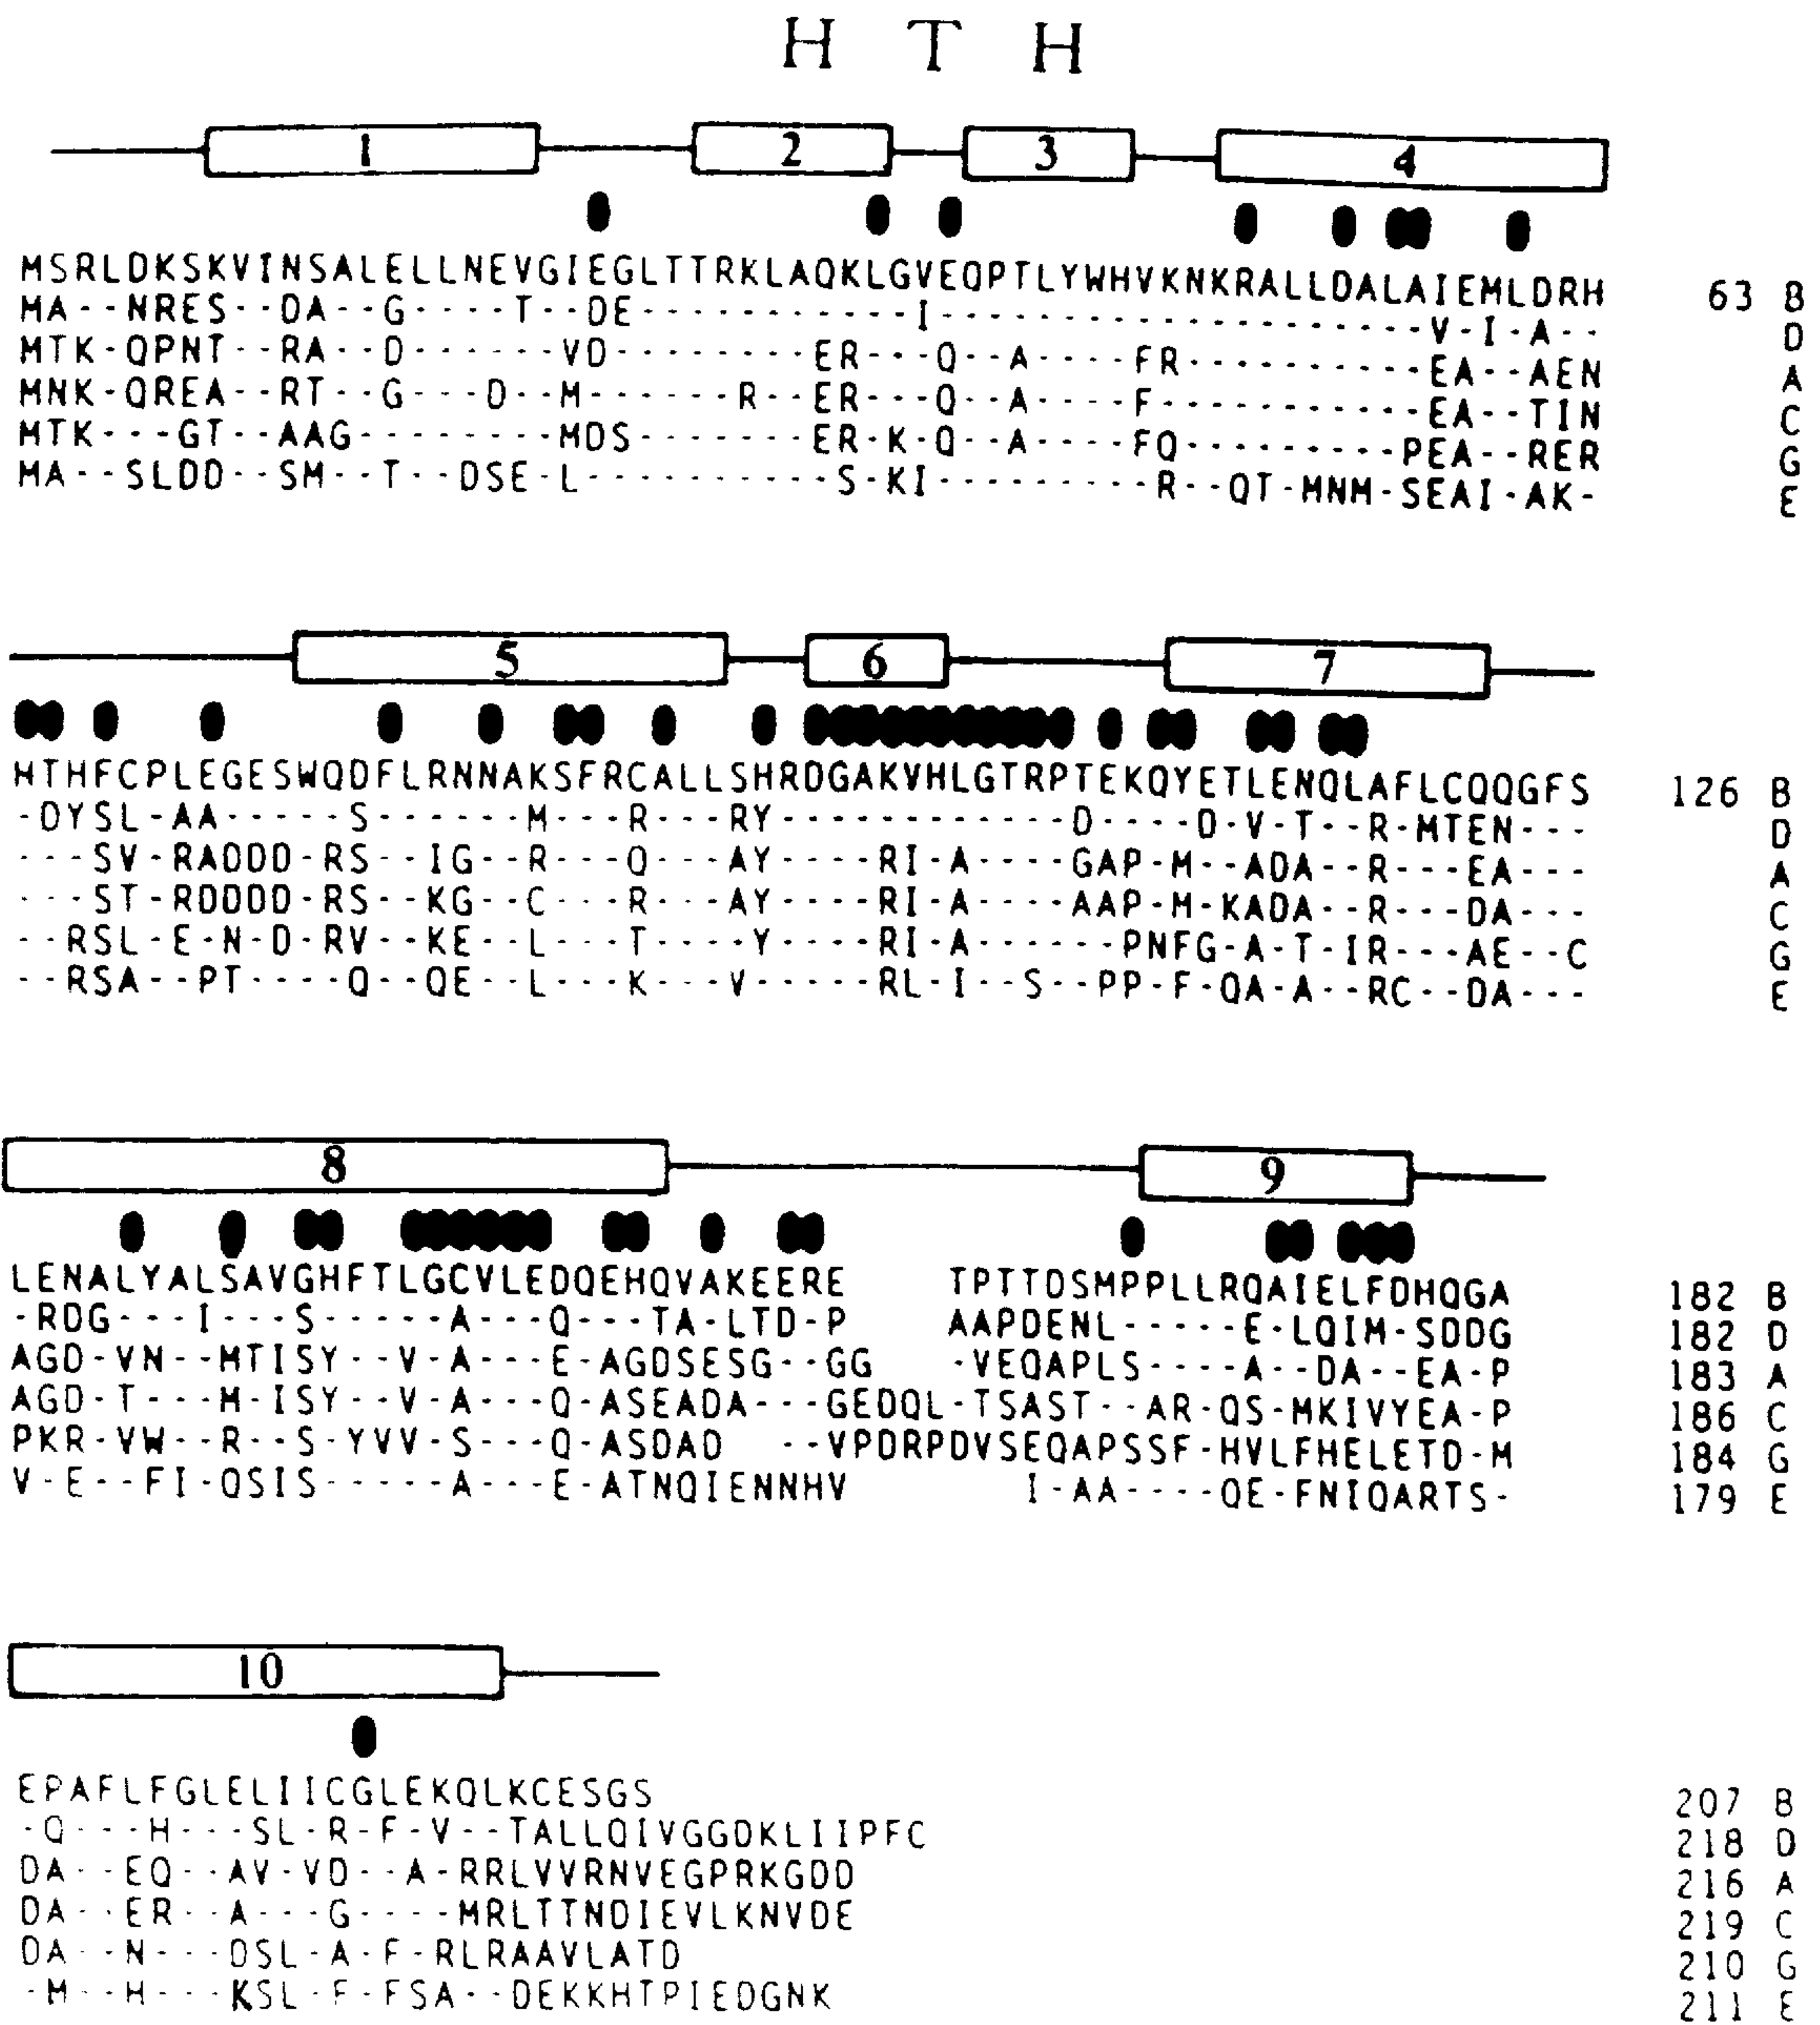 H T H
1 2 3 4
MSRLDKSKVINSALELLNEVGIEGLTTRKLAQKLGVEQPTLYWHVKNKRALLDALAIEMLDRH 63 B
MA--NRES--DA--G----T--DE-----------I--------------------V-I-A-- D
MTK-QPNT--RA--D------VD--------ER---Q--A----FR----------EA--AEN A
MNK-QREA--RT--G---D--M------R--ER---Q--A----F-----------EA--TIN C
MTK---GT--AAG--------MDS-------ER-K-Q--A----FQ---------PEA--RER G
MA--SLDD--SM--T--DSE-L----------S-KI---------R--QT-MNM-SEAI-AK- E
5 6 7
HTHFCPLEGESWQDFLRNNAKSFRCALLSHRDGAKVHLGTRPTEKQYETLENQLAFLCQQGFS 126 B
-DYSL-AA-----S------M---R---RY------------D----D-V-T--R-MTEN--- D
---SV-RADDD-RS--IG--R---Q---AY----RI-A----GAP-M--ADA--R---EA--- A
---ST-RDDDD-RS--KG--C---R---AY----RI-A----AAP-M-KADA--R---DA--- C
--RSL-E-N-D-RV--KE--L---T----Y----RI-A------PNFG-A-T-IR---AE--C G
--RSA--PT----Q--QE--L---K---V-----RL-I--S--PP-F-QA-A--RC--DA--- E
8 9
LENALYALSAVGHFTLGCVLEDQEHQVAKEERE TPTTDSMPPLLRQAIELFDHQGA 182 B
-RDG---I---S-----A---Q---TA-LTD-P AAPDENL-----E-LQIM-SDDG 182 D
AGD-VN--MTISY--V-A---E-AGDSESG--GG -VEQAPLS----A--DA--EA-P 183 A
AGD-T---M-ISY--V-A---Q-ASEADA---GEDQL-TSAST--AR-QS-MKIVYEA-P 186 C
PKR-VW--R--S-YVV-S---Q-ASDAD --VPDRPDVSEQAPSSF-HVLFHELETD-M 184 G
V-E--FI-QSIS-----A---E-ATNQIENNHV I-AA----QE-FNIQARTS- 179 E
10
EPAFLFGLELIICGLEKQLKCESGS 207 B
-Q---H---SL-R-F-V--TALLQIVGGDKLIIPFC 218 D
DA--EQ--AV-VD--A-RRLVVRNVEGPRKGDD 216 A
DA--ER--A---G----MRLTTNDIEVLKNVDE 219 C
DA--N---DSL-A-F-RLRAAVLATD 210 G
-M--H---KSL-F-FSA--DEKKHTPIEDGNK 211 E